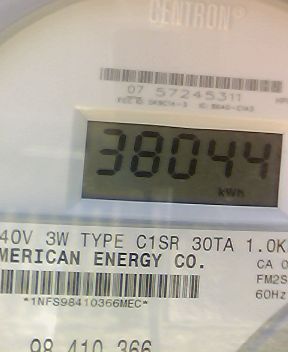 CENTRON®
07 57245311
38044
kWh
40V 3W TYPE C1SR 30TA 1.0K
MERICAN ENERGY CO.
CA 0
FM2S
60Hz
*1NFS98410366MEC*
98 410 366